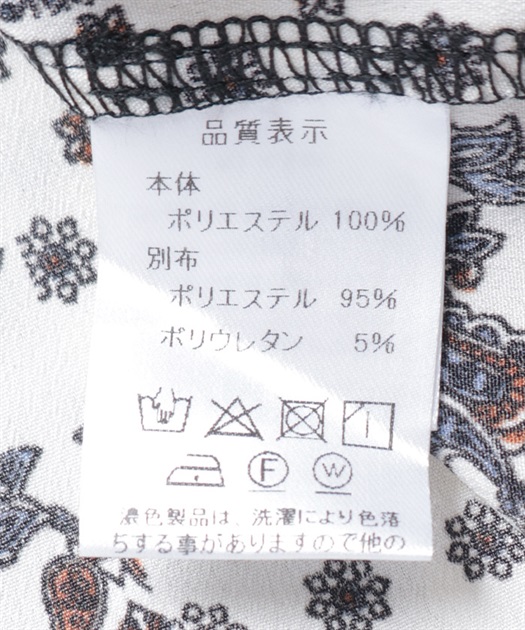 品質表示
本体
ポリエステル 100%
別布
ポリエステル 95%
ポリウレタン 5%
F W
濃色製品は、洗濯により色落
ちする事がありますので他の